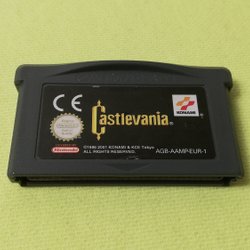 CE
KONAMI
Castlevania
Nintendo
©1986 2001 KONAMI & KCE Tokyo
ALL RIGHTS RESERVED.
AGB-AAMP-EUR-1